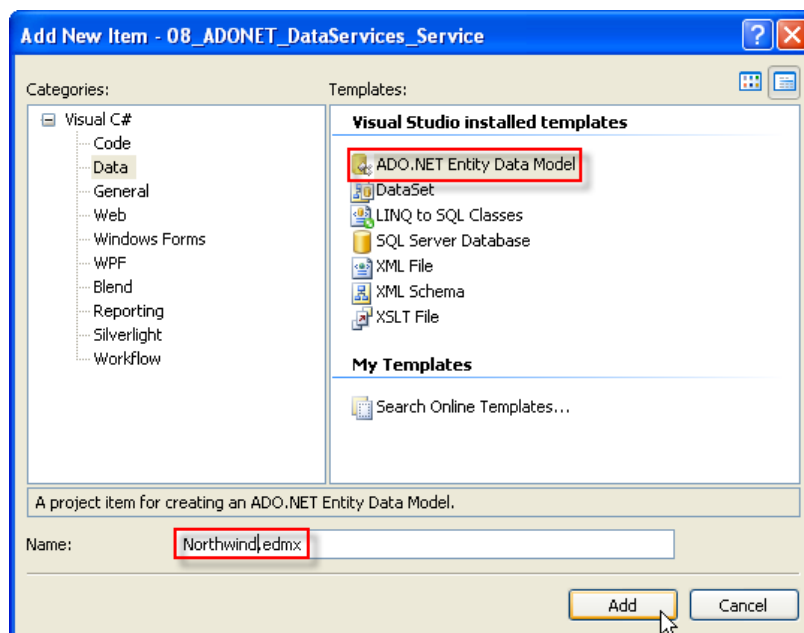 Add New Item - 08_ADONET_DataServices_Service
Categories:
Templates:
Visual C#
Code
Data
General
Web
Windows Forms
WPF
Blend
Reporting
Silverlight
Workflow
Visual Studio installed templates
ADO.NET Entity Data Model
DataSet
LINQ to SQL Classes
SQL Server Database
XML File
XML Schema
XSLT File
My Templates
Search Online Templates...
A project item for creating an ADO.NET Entity Data Model.
Name:
Northwind.edmx
Add
Cancel